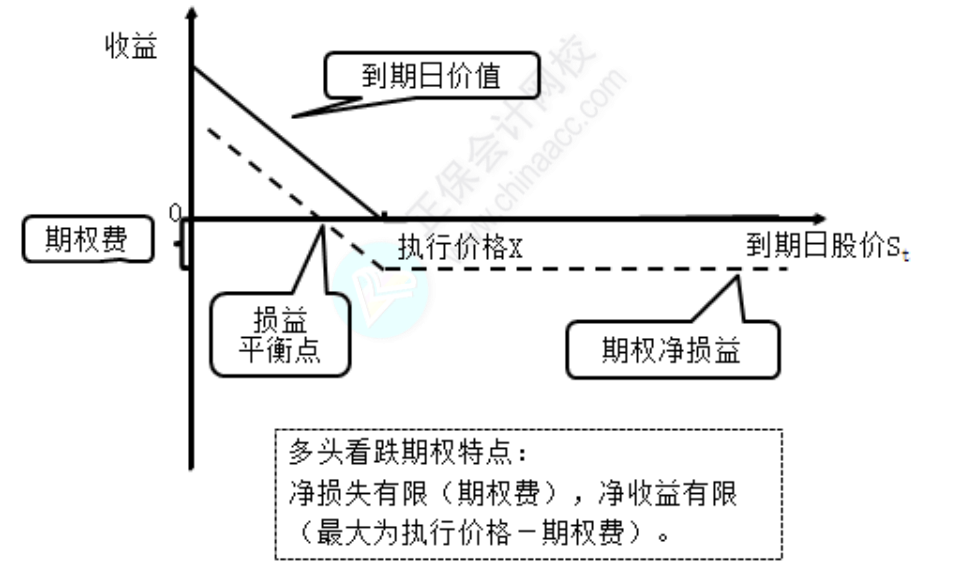 收益
到期日价值
0
期权费
执行价格X
到期日股价St
损益
平衡点
期权净损益
正保会计网校
www.chinaacc.com
多头看跌期权特点：
净损失有限（期权费），净收益有限
（最大为执行价格－期权费）。